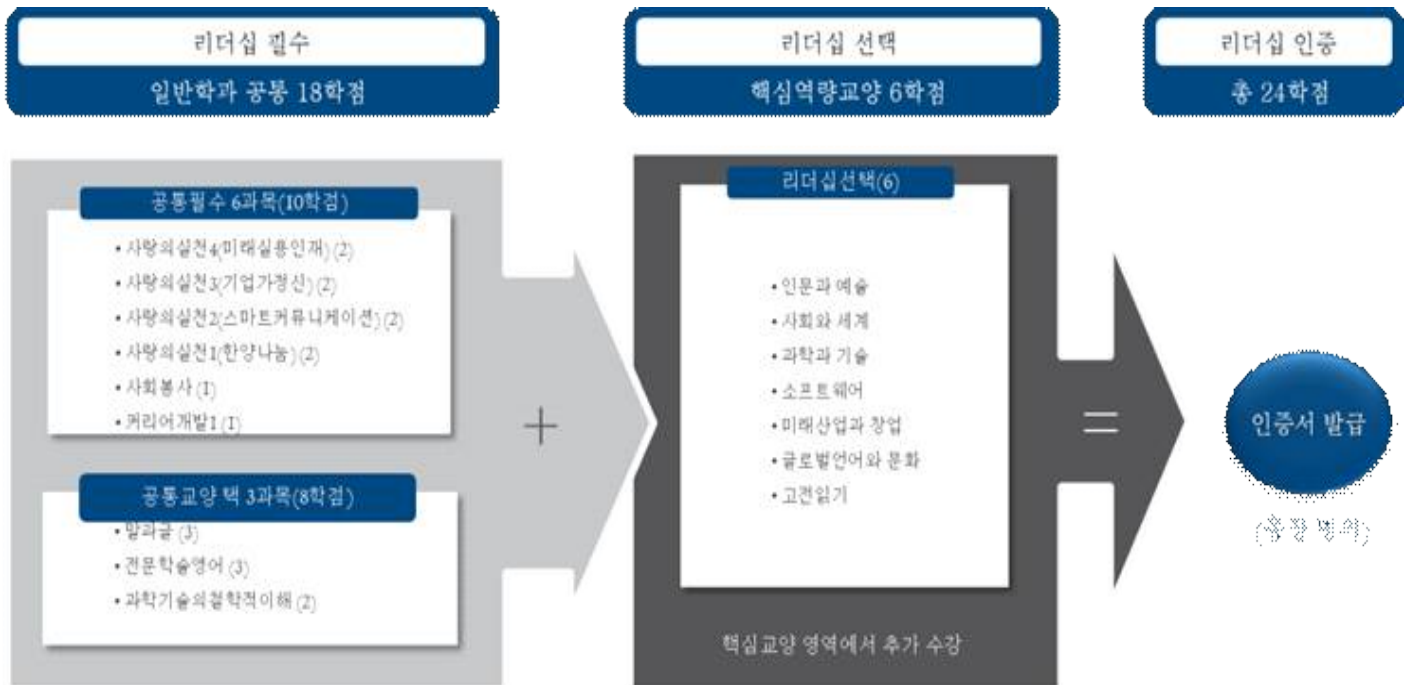 리더십 필수
일반학과 공통 18학점
공통필수 6과목(10학점)
• 사랑의실천4(미래실용인재) (2)
• 사랑의실천3(기업가정신) (2)
• 사랑의실천2(스마트커뮤니케이션) (2)
• 사랑의실천1(한양나눔) (2)
• 사회봉사 (1)
• 커리어개발1 (1)
공통교양 택 3과목(8학점)
• 말과글 (3)
• 전문학술영어 (3)
• 과학기술의철학적이해 (2)
+
리더십 선택
핵심역량교양 6학점
리더십선택(6)
• 인문과 예술
• 사회와 세계
• 과학과 기술
• 소프트웨어
• 미래산업과 창업
• 글로벌언어와 문화
• 고전읽기
핵심교양 영역에서 추가 수강
=
리더십 인증
총 24학점
인증서 발급
(총장 명의)